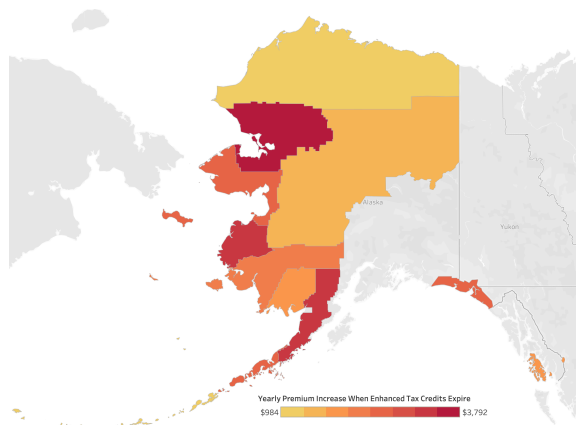 Alaska
Yukon
Yearly Premium Increase When Enhanced Tax Credits Expire
$984 $3,792